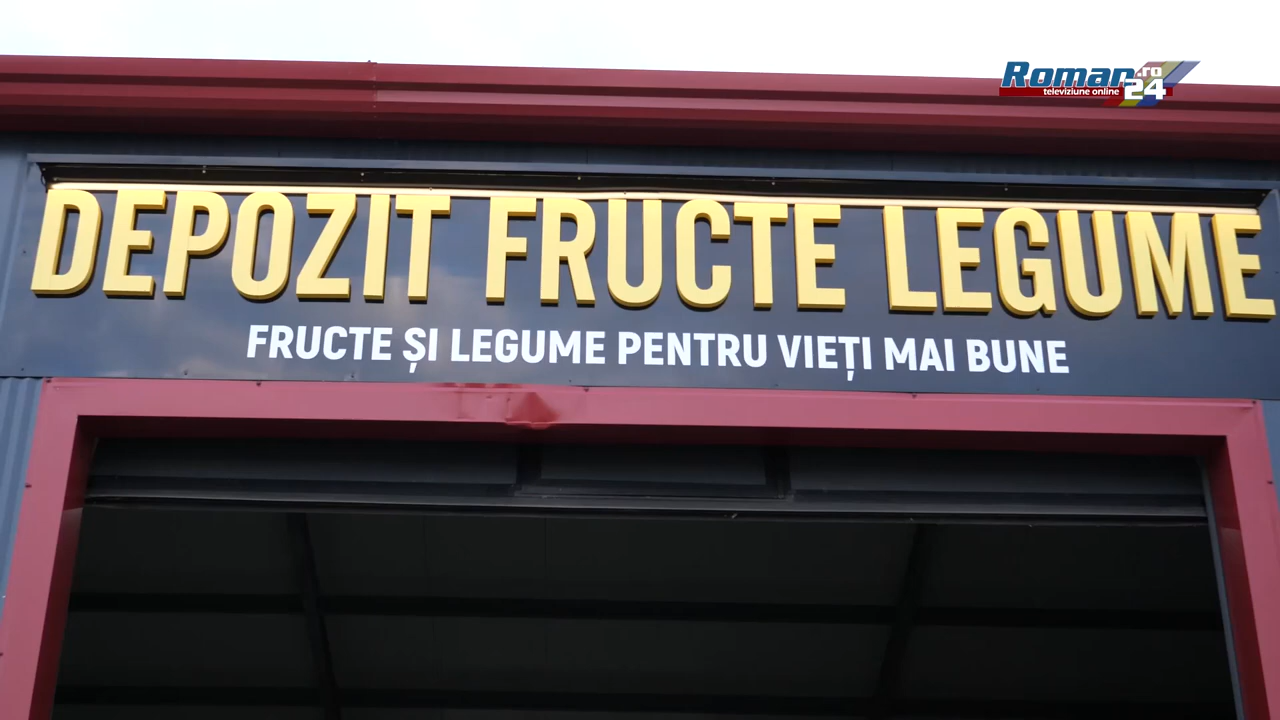 Roman .ro
televiziune online 24
DEPOZIT FRUCTE LEGUME
FRUCTE ȘI LEGUME PENTRU VIEȚI MAI BUNE